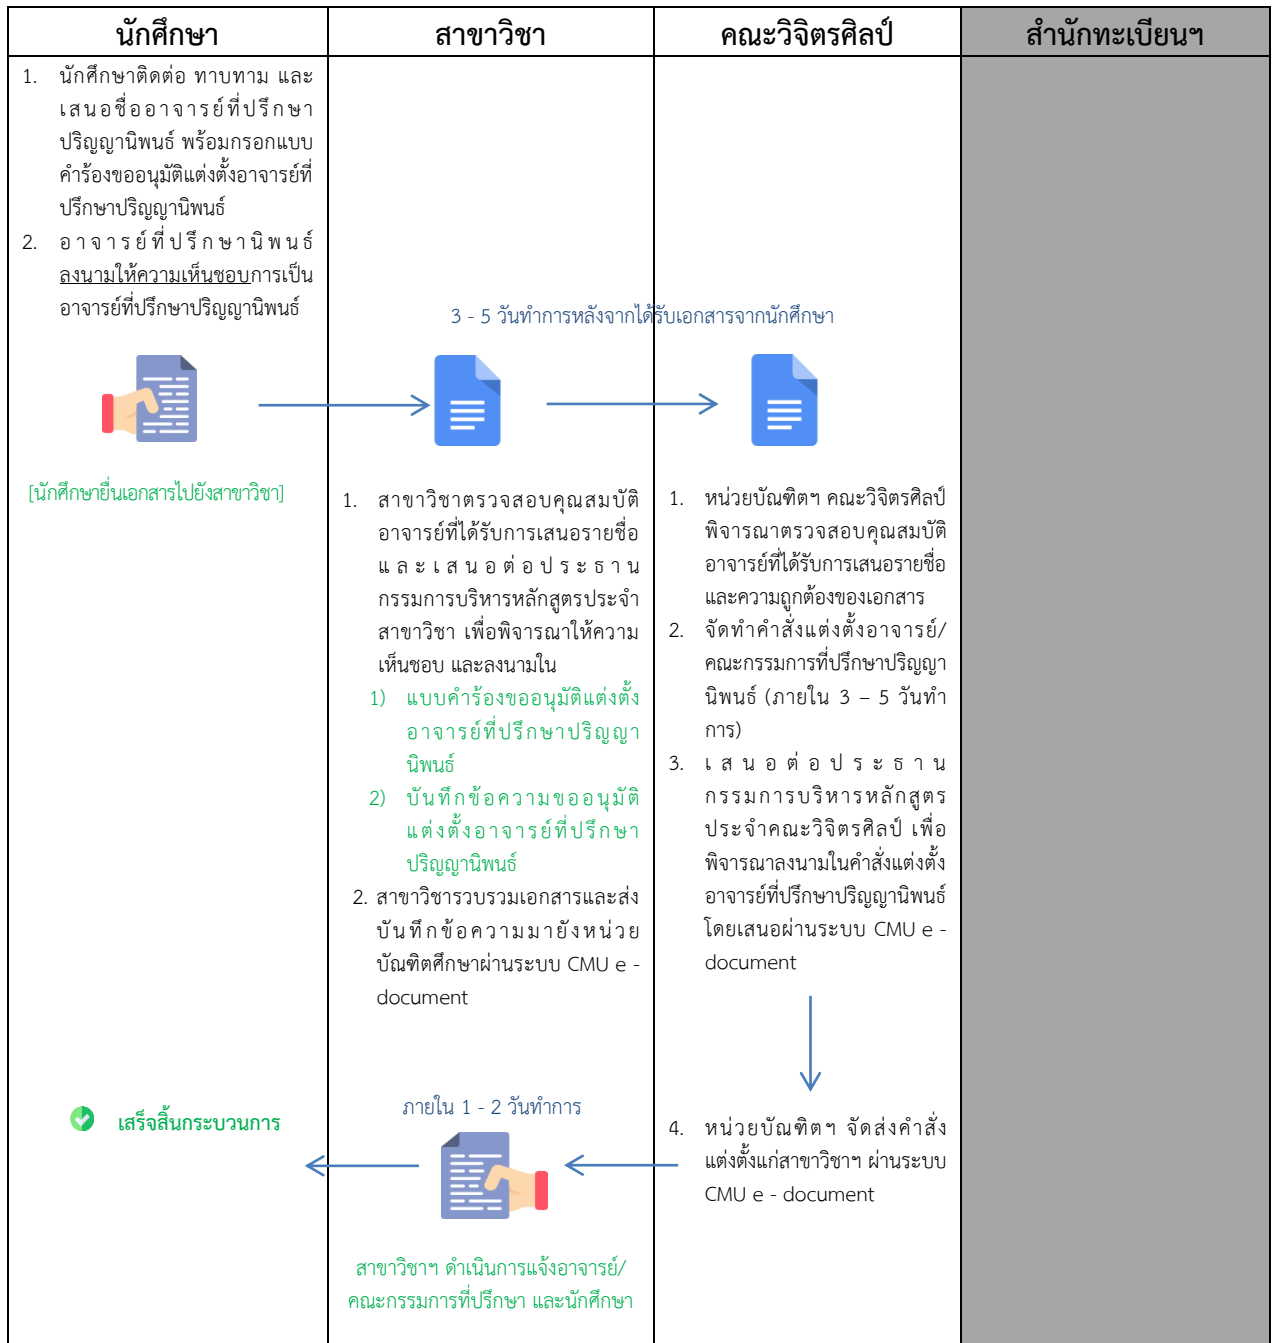 นักศึกษา
สาขาวิชา
คณะวิจิตรศิลป์
สำนักทะเบียนฯ
1. นักศึกษาติดต่อ ทาบทาม และ
เสนอชื่ออาจารย์ที่ปรึกษา
ปริญญานิพนธ์ พร้อมกรอกแบบ
คำร้องขออนุมัติแต่งตั้งอาจารย์ที่
ปรึกษาปริญญานิพนธ์
2. อาจารย์ที่ปรึกษานิพนธ์
ลงนามให้ความเห็นชอบการเป็น
อาจารย์ที่ปรึกษาปริญญานิพนธ์
3 - 5 วันทำการหลังจากได้รับเอกสารจากนักศึกษา
[นักศึกษายื่นเอกสารไปยังสาขาวิชา]
1. สาขาวิชาตรวจสอบคุณสมบัติ
อาจารย์ที่ได้รับการเสนอรายชื่อ
และเสนอต่อประธาน
กรรมการบริหารหลักสูตรประจำ
สาขาวิชา เพื่อพิจารณาให้ความ
เห็นชอบ และลงนามใน
1) แบบคำร้องขออนุมัติแต่งตั้ง
อาจารย์ที่ปรึกษาปริญญา
นิพนธ์
2) บันทึกข้อความขออนุมัติ
แต่งตั้งอาจารย์ที่ปรึกษา
ปริญญานิพนธ์
2. สาขาวิชารวบรวมเอกสารและส่ง
บันทึกข้อความมายังหน่วย
บัณฑิตศึกษาผ่านระบบ CMU e -
document
1. หน่วยบัณฑิตฯ คณะวิจิตรศิลป์
พิจารณาตรวจสอบคุณสมบัติ
อาจารย์ที่ได้รับการเสนอรายชื่อ
และความถูกต้องของเอกสาร
2. จัดทำคำสั่งแต่งตั้งอาจารย์/
คณะกรรมการที่ปรึกษาปริญญา
นิพนธ์ (ภายใน 3 – 5 วันทำ
การ)
3. เสนอต่อประธาน
กรรมการบริหารหลักสูตร
ประจำคณะวิจิตรศิลป์ เพื่อ
พิจารณาลงนามในคำสั่งแต่งตั้ง
อาจารย์ที่ปรึกษาปริญญานิพนธ์
โดยเสนอผ่านระบบ CMU e -
document
4. หน่วยบัณฑิตฯ จัดส่งคำสั่ง
แต่งตั้งแก่สาขาวิชาฯ ผ่านระบบ
CMU e - document
ภายใน 1 - 2 วันทำการ
สาขาวิชาฯ ดำเนินการแจ้งอาจารย์/
คณะกรรมการที่ปรึกษา และนักศึกษา
เสร็จสิ้นกระบวนการ